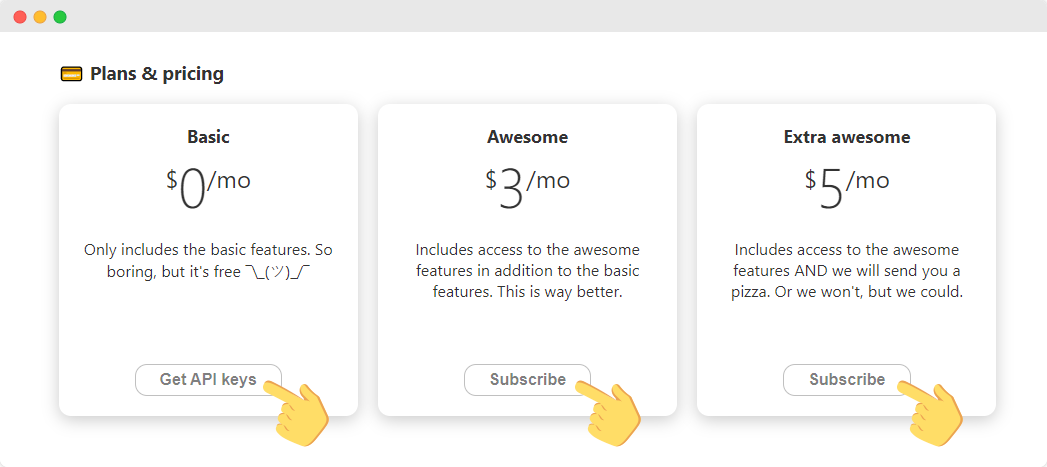 💳 Plans & pricing
Basic
$0/mo
Only includes the basic features. So
boring, but it's free ¯\_(ツ)_/¯
Get API keys
Awesome
$3/mo
Includes access to the awesome
features in addition to the basic
features. This is way better.
Subscribe
Extra awesome
$5/mo
Includes access to the awesome
features AND we will send you a
pizza. Or we won't, but we could.
Subscribe